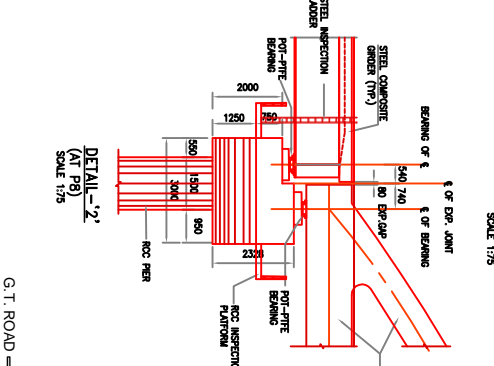 SCALE 1:75
STEEL INSPECTION
LADDER
STEEL COMPOSITE
GIRDER (TYP.)
POT-PTFE
BEARING
BEARING OF ℄
℄ OF EXP. JOINT
℄ OF BEARING
540
740
80 EXP.GAP
2000
1250
750
550
1500
950
3000
2328
POT-PTFE
BEARING
RCC INSPECTION
PLATFORM
RCC PIER
DETAIL-'2'
(AT P8)
SCALE 1:75
G.T. ROAD